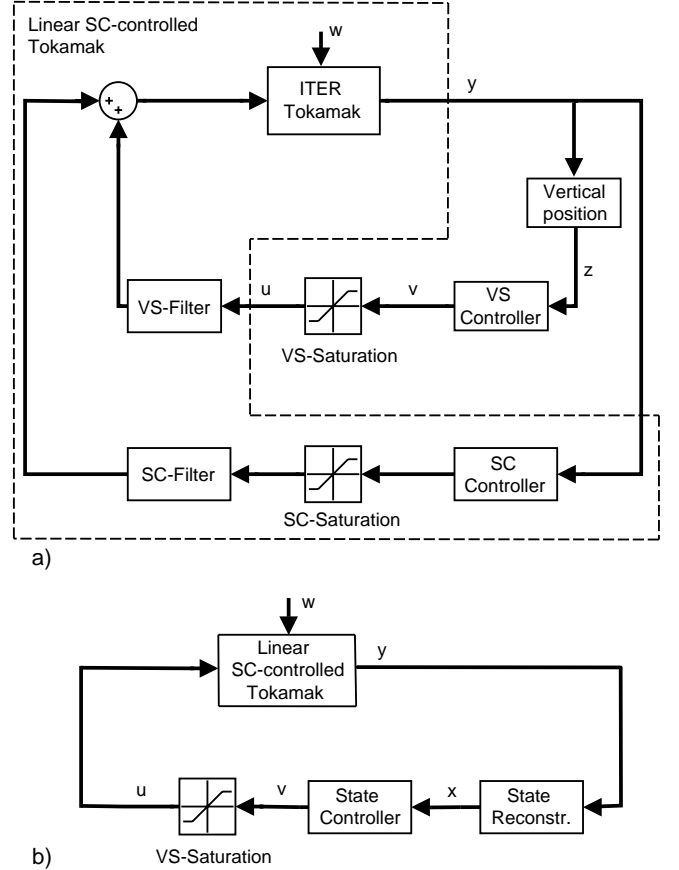 Linear SC-controlled
Tokamak
w
ITER
Tokamak
y
+
+
Vertical
position
z
VS-Filter
u
v
VS
Controller
VS-Saturation
SC-Filter
SC
Controller
SC-Saturation
a)
w
Linear
SC-controlled
Tokamak
y
u
v
State
Controller
x
State
Reconstr.
VS-Saturation
b)